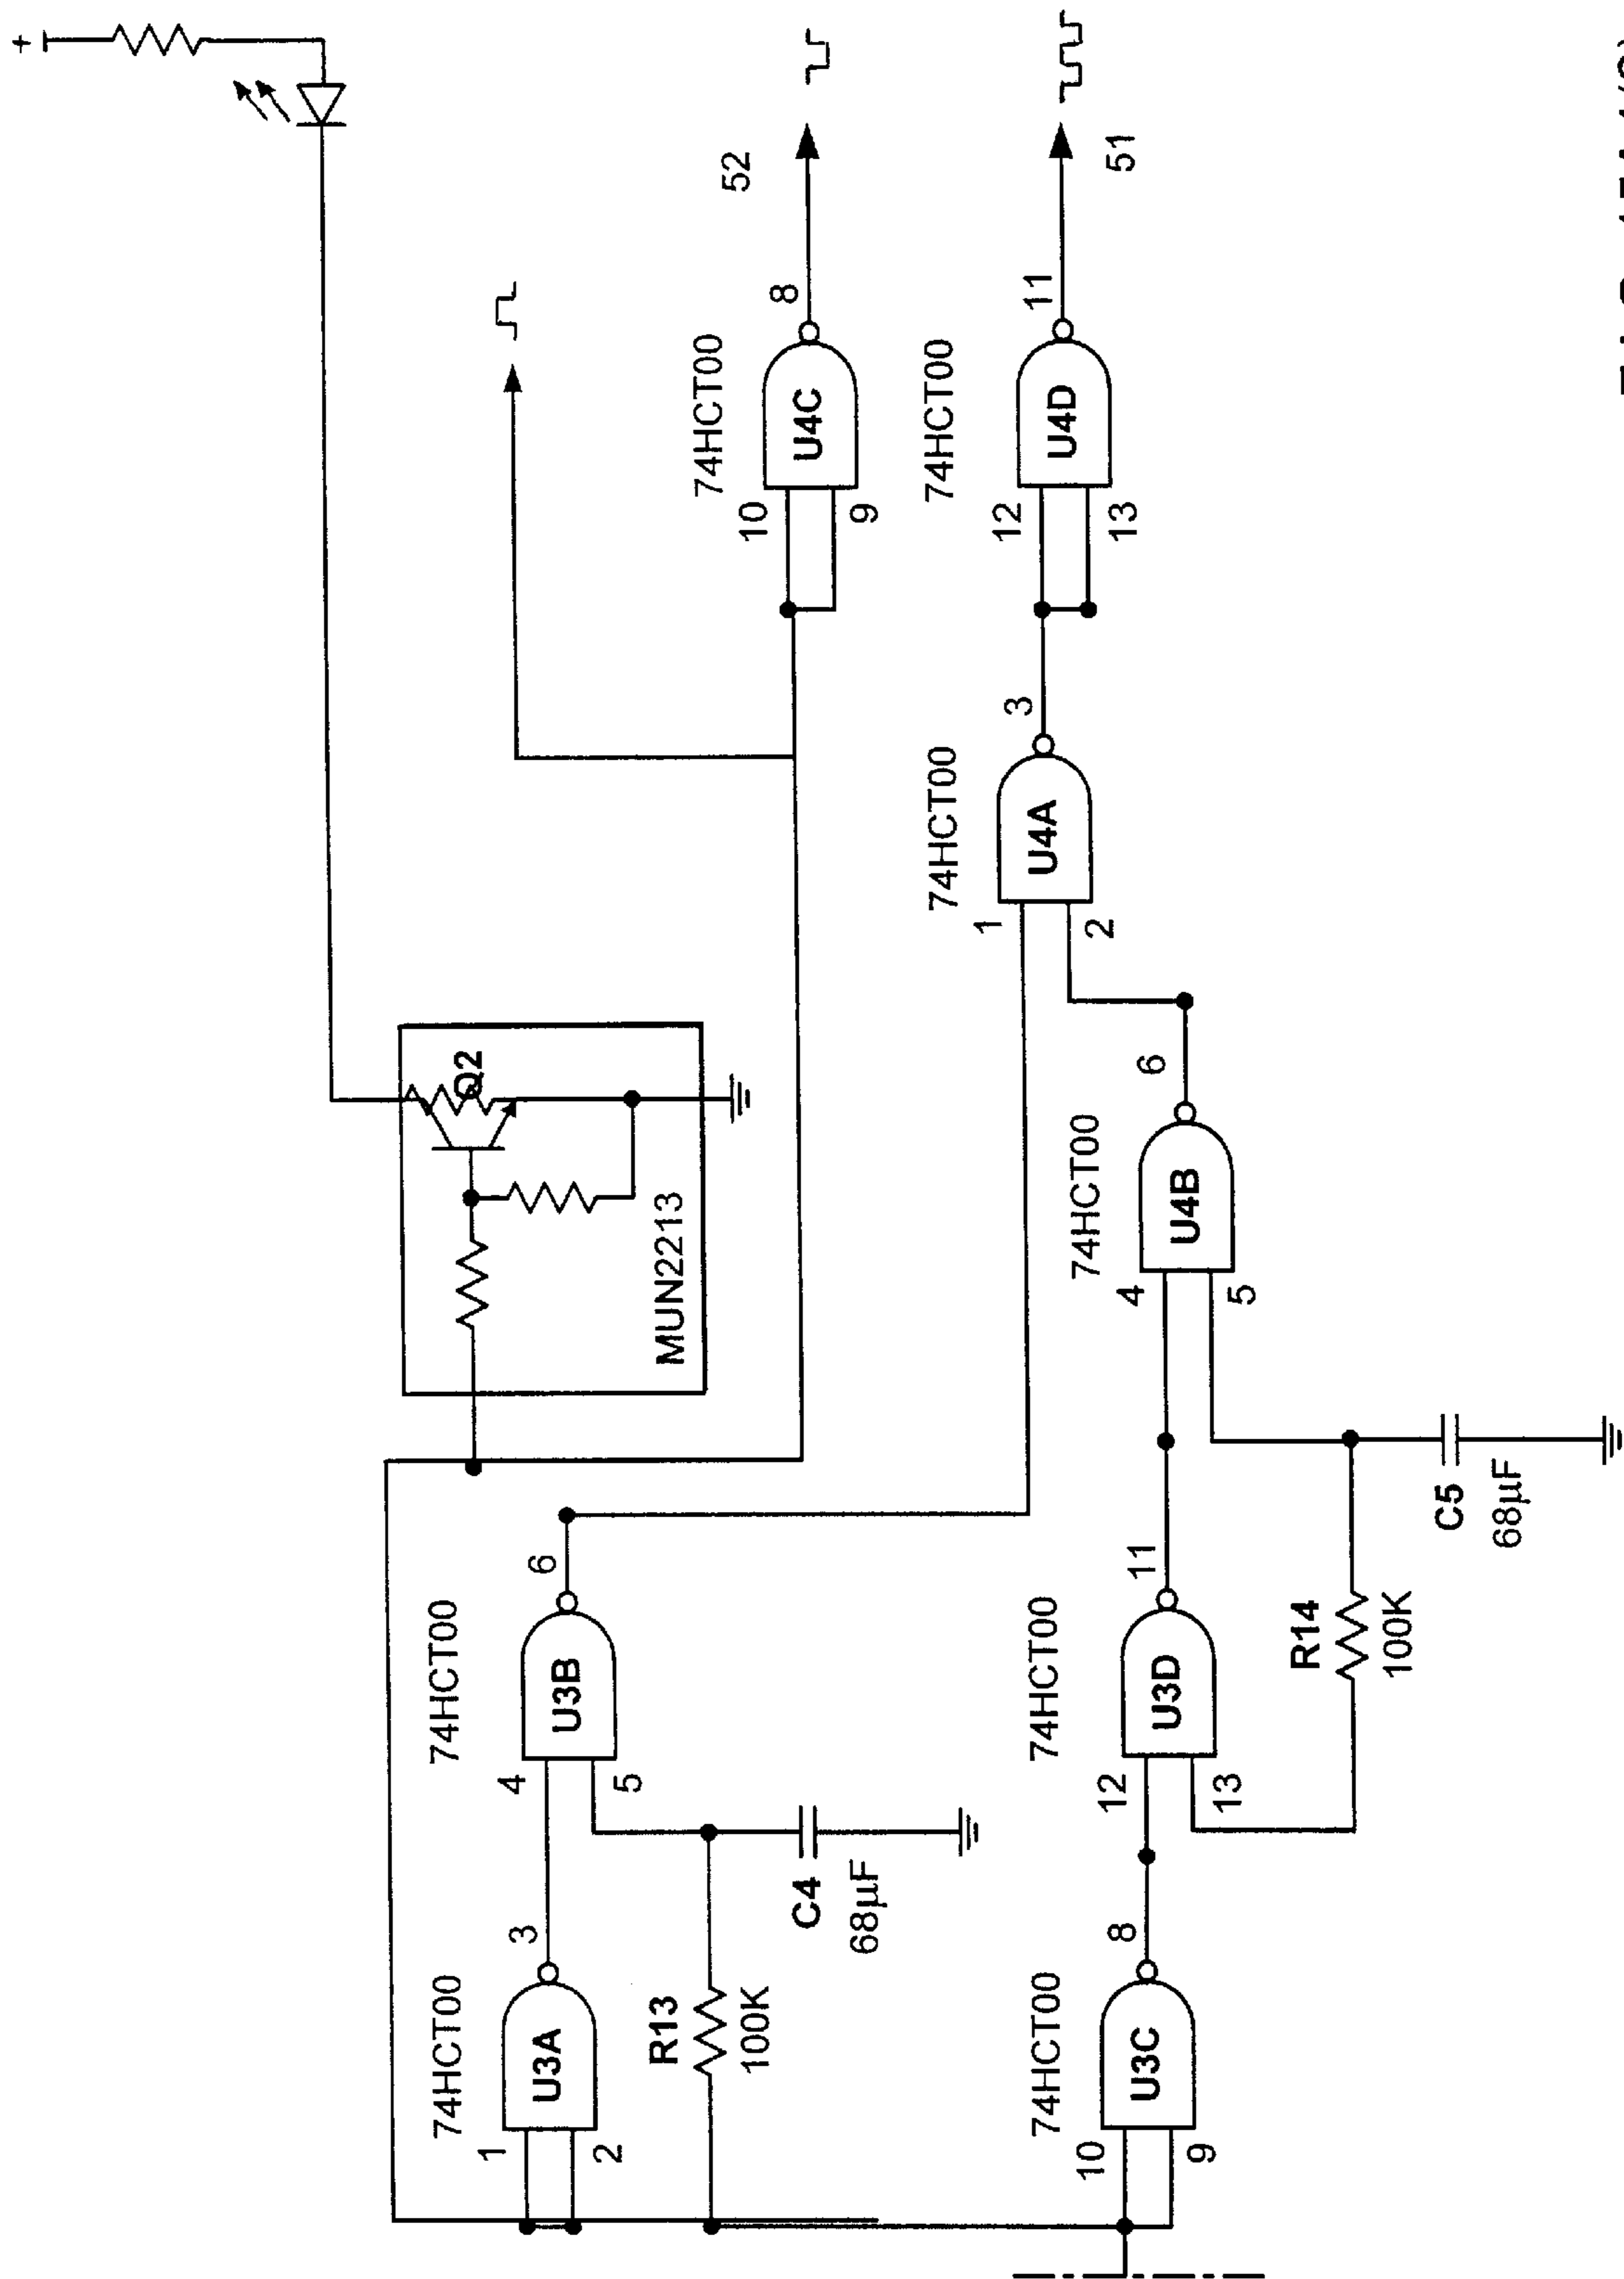 +
52
8
74HCT00
U4C
10
9
51
11
74HCT00
U4D
12
13
3
74HCT00
U4A
1
2
Q2
MUN2213
6
74HCT00
U4B
4
5
6
74HCT00
U3B
4
5
11
74HCT00
U3D
12
13
R14
100K
C5
68µF
C4
68µF
3
74HCT00
U3A
1
2
R13
100K
8
74HCT00
U3C
10
9